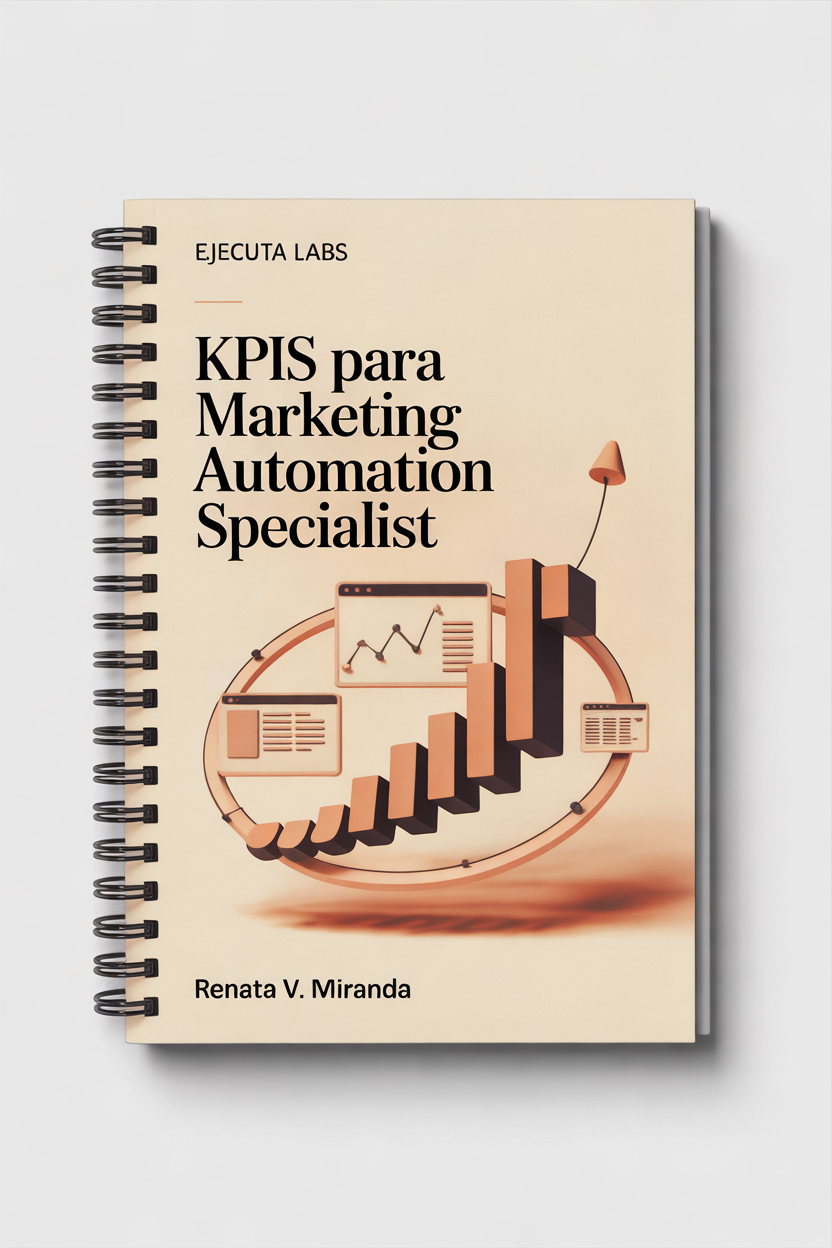 EJECUTA LABS
KPIS para
Marketing
Automation
Specialist
Renata V. Miranda